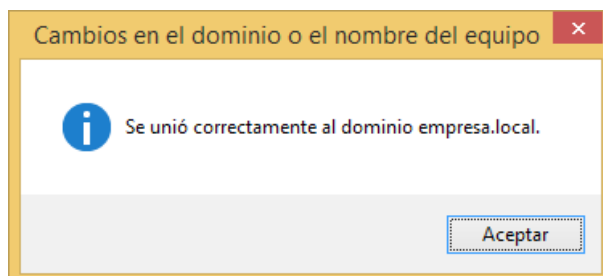 Cambios en el dominio o el nombre del equipo
Se unió correctamente al dominio empresa.local.
Aceptar